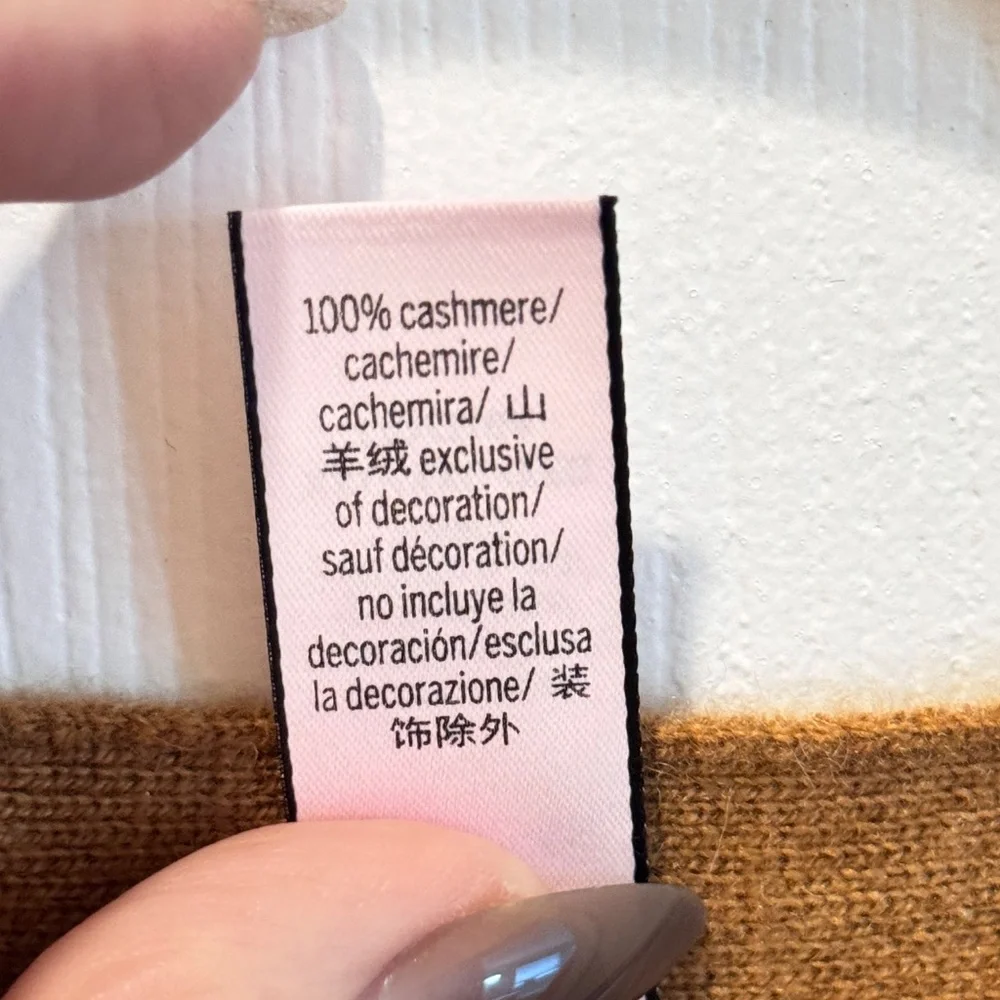 100% cashmere/
cachemire/
cachemira/ 山
羊绒 exclusive
of decoration/
sauf décoration/
no incluye la
decoración/esclusa
la decorazione/ 装
饰除外